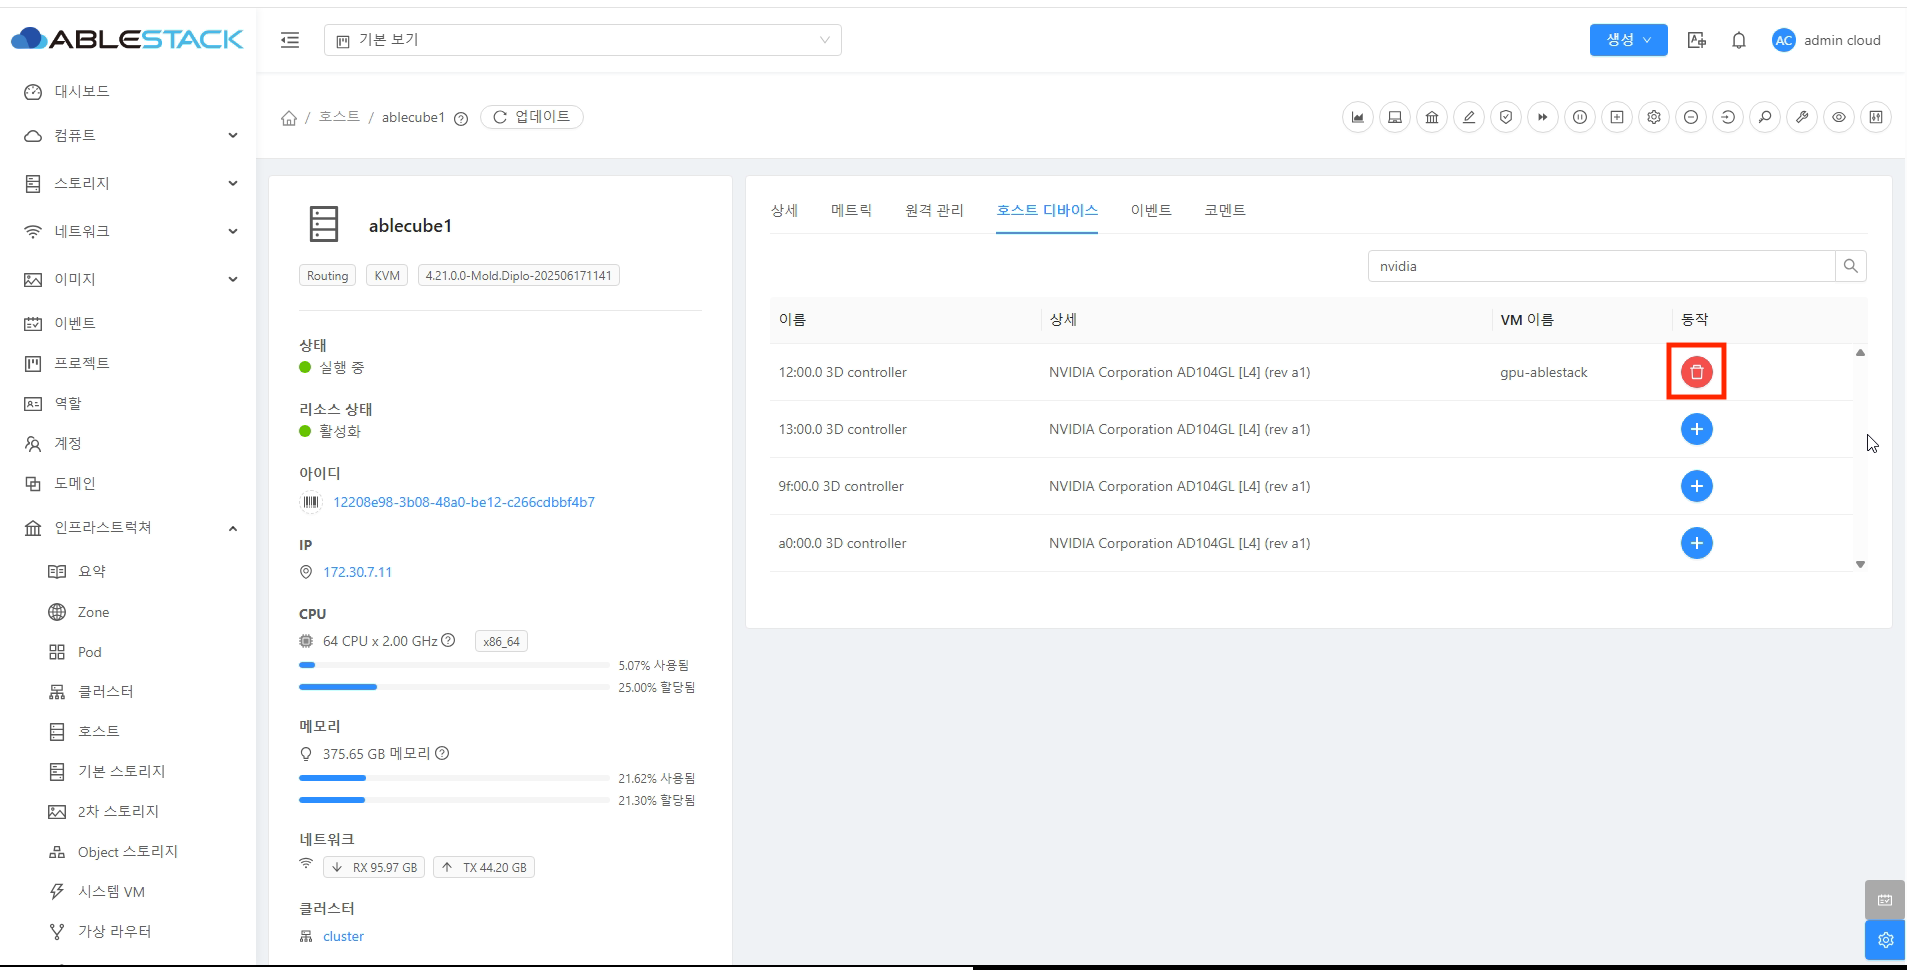 ABLESTACK
기본 보기
생성
AC
admin cloud
대시보드
컴퓨트
스토리지
네트워크
이미지
이벤트
프로젝트
역할
계정
도메인
인프라스트럭쳐
요약
Zone
Pod
클러스터
호스트
기본 스토리지
2차 스토리지
Object 스토리지
시스템 VM
가상 라우터
/ 호스트 / ablecube1
업데이트
ablecube1
Routing
KVM
4.21.0.0-Mold.Diplo-202506171141
상태
실행 중
리소스 상태
활성화
아이디
12208e98-3b08-48a0-be12-c266cdbbf4b7
IP
172.30.7.11
CPU
64 CPU x 2.00 GHz
x86_64
5.07% 사용됨
25.00% 할당됨
메모리
375.65 GB 메모리
21.62% 사용됨
21.30% 할당됨
네트워크
RX 95.97 GB
TX 44.20 GB
클러스터
cluster
상세
메트릭
원격 관리
호스트 디바이스
이벤트
코멘트
nvidia
이름 상세 VM 이름 동작
12:00.0 3D controller NVIDIA Corporation AD104GL [L4] (rev a1) gpu-ablestack
13:00.0 3D controller NVIDIA Corporation AD104GL [L4] (rev a1)
9f:00.0 3D controller NVIDIA Corporation AD104GL [L4] (rev a1)
a0:00.0 3D controller NVIDIA Corporation AD104GL [L4] (rev a1)